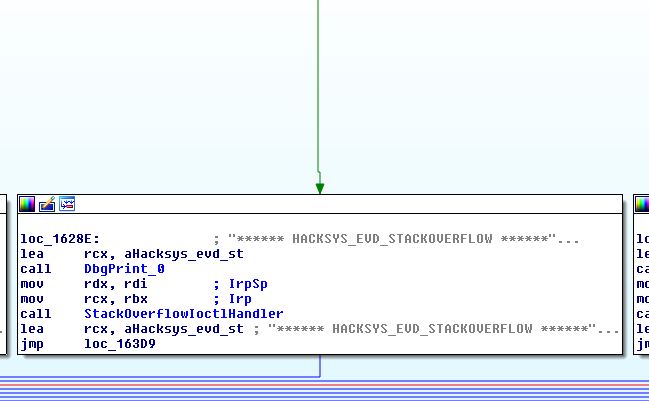 loc_1628E: ; "****** HACKSYS_EVD_STACKOVERFLOW ******"...
lea rcx, aHacksys_evd_st
call DbgPrint_0
mov rdx, rdi ; IrpSp
mov rcx, rbx ; Irp
call StackOverflowIoctlHandler
lea rcx, aHacksys_evd_st ; "****** HACKSYS_EVD_STACKOVERFLOW ******"...
jmp loc_163D9
lo
le
ca
mo
mo
ca
le
jm